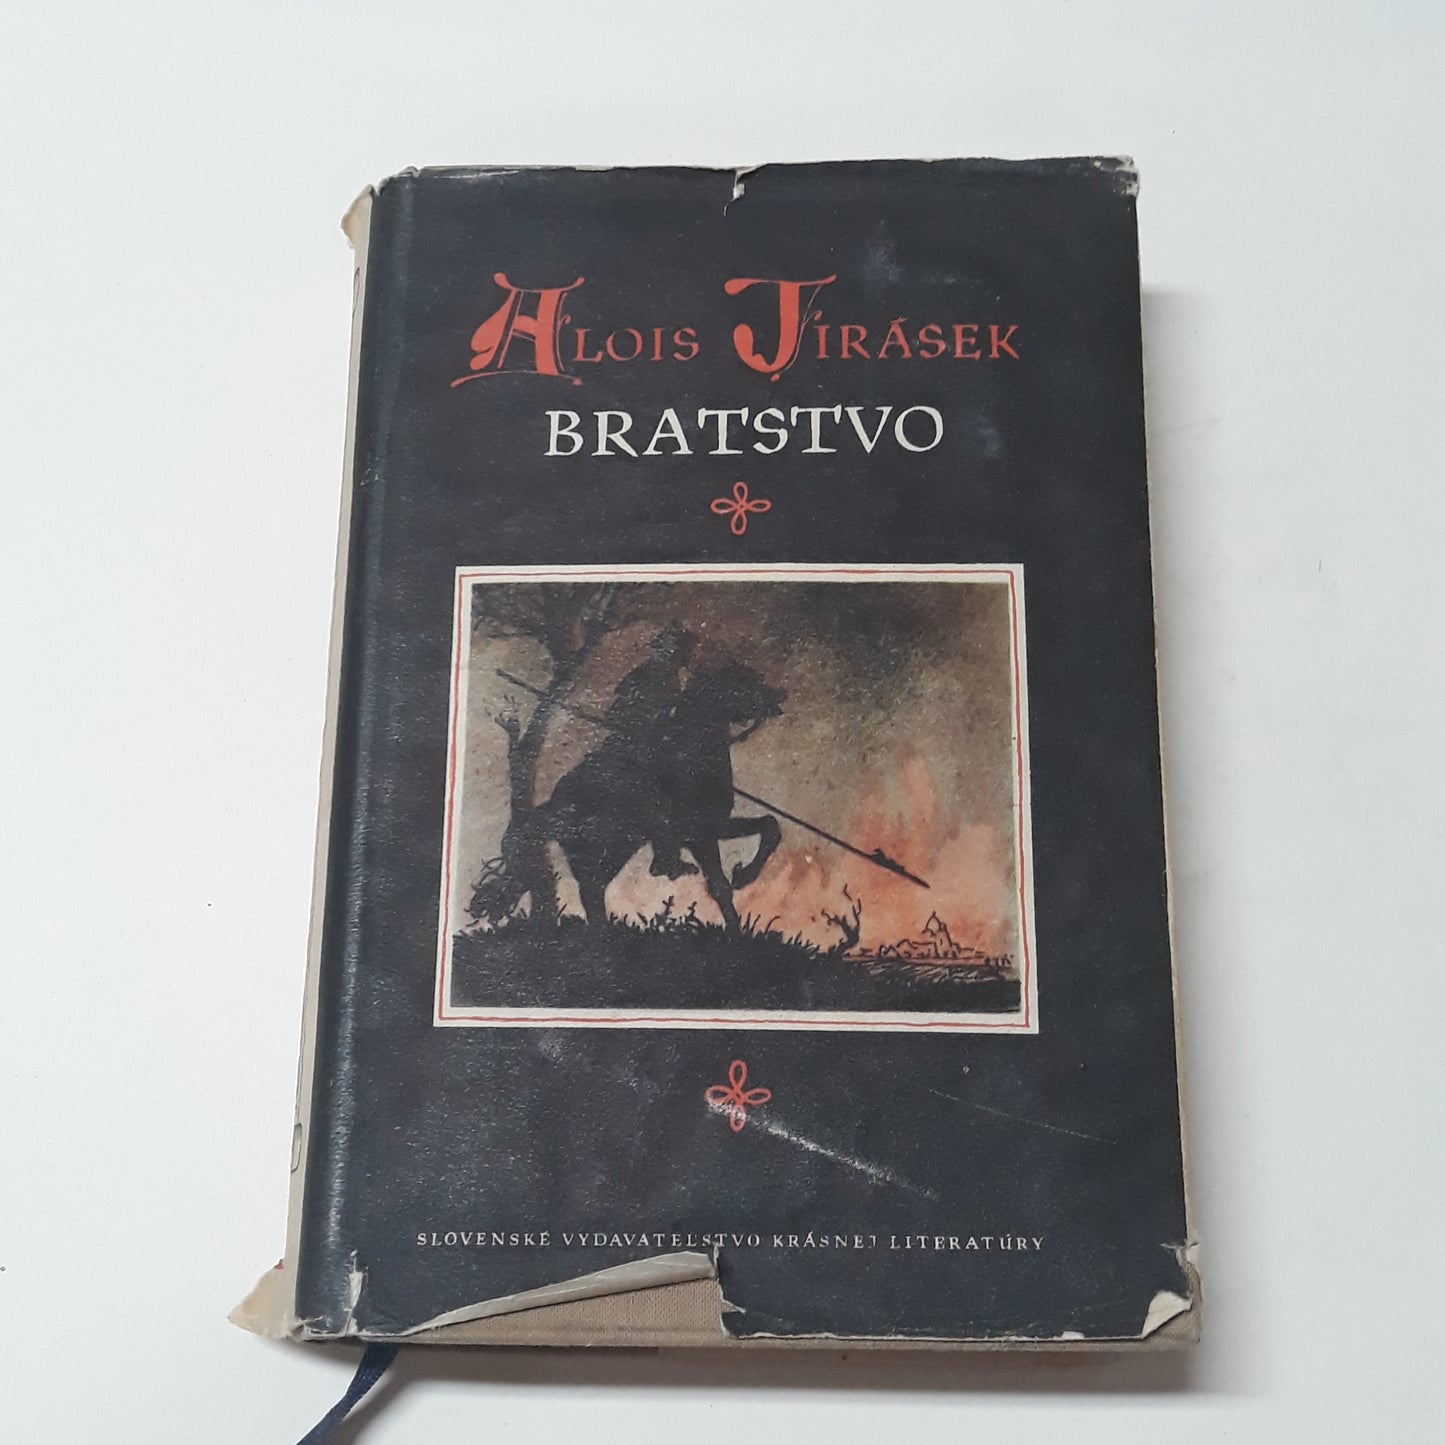 ALOIS JIRÁSEK
BRATSTVO
SLOVENSKÉ VYDAVATEĽSTVO KRÁSNEJ LITERATÚRY